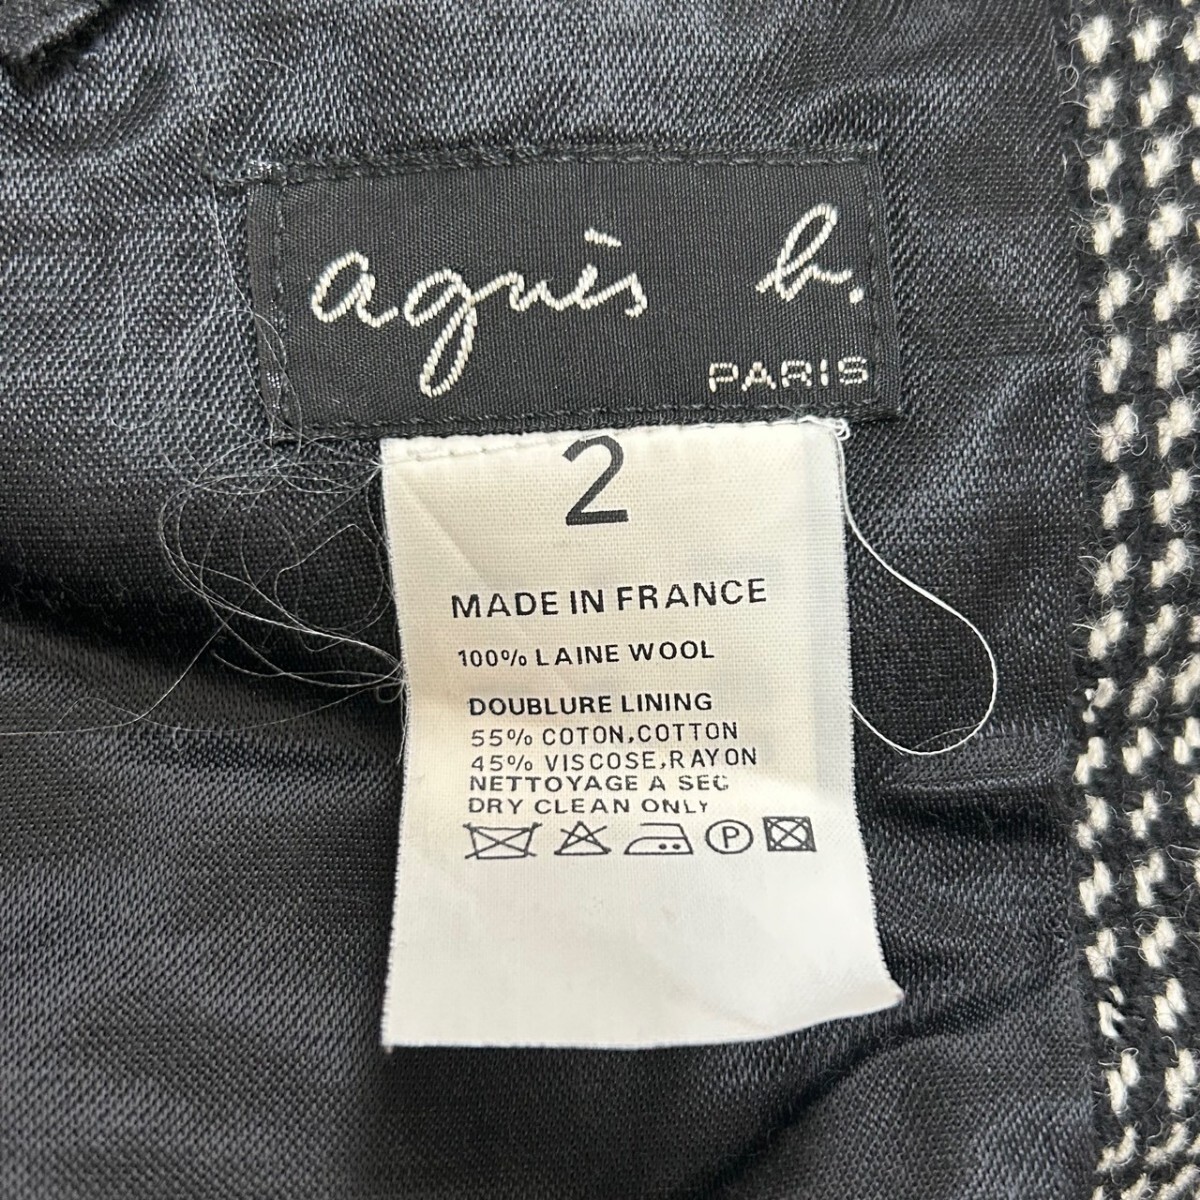 agnès b.
PARIS
2
MADE IN FRANCE
100% LAINE WOOL
DOUBLURE LINING
55% COTON,COTTON
45% VISCOSE,RAYON
NETTOYAGE A SEC
DRY CLEAN ONLY
P